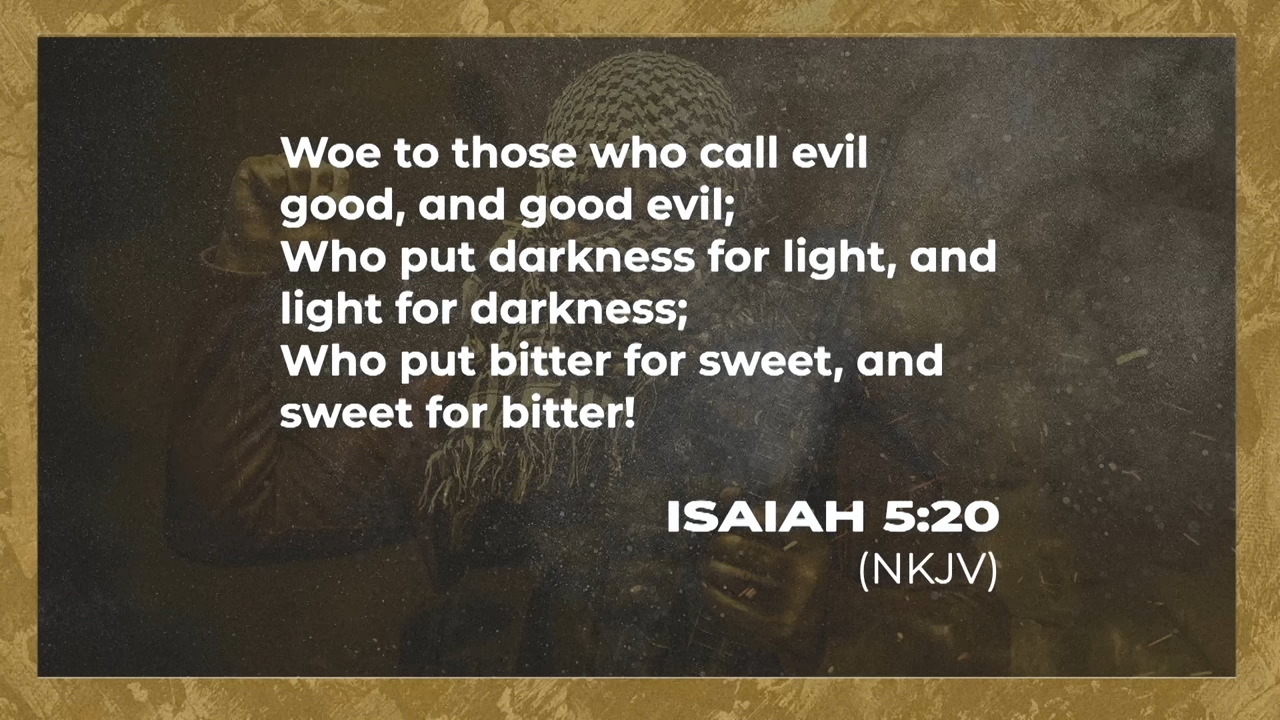 Woe to those who call evil
good, and good evil;
Who put darkness for light, and
light for darkness;
Who put bitter for sweet, and
sweet for bitter!
ISAIAH 5:20
(NKJV)